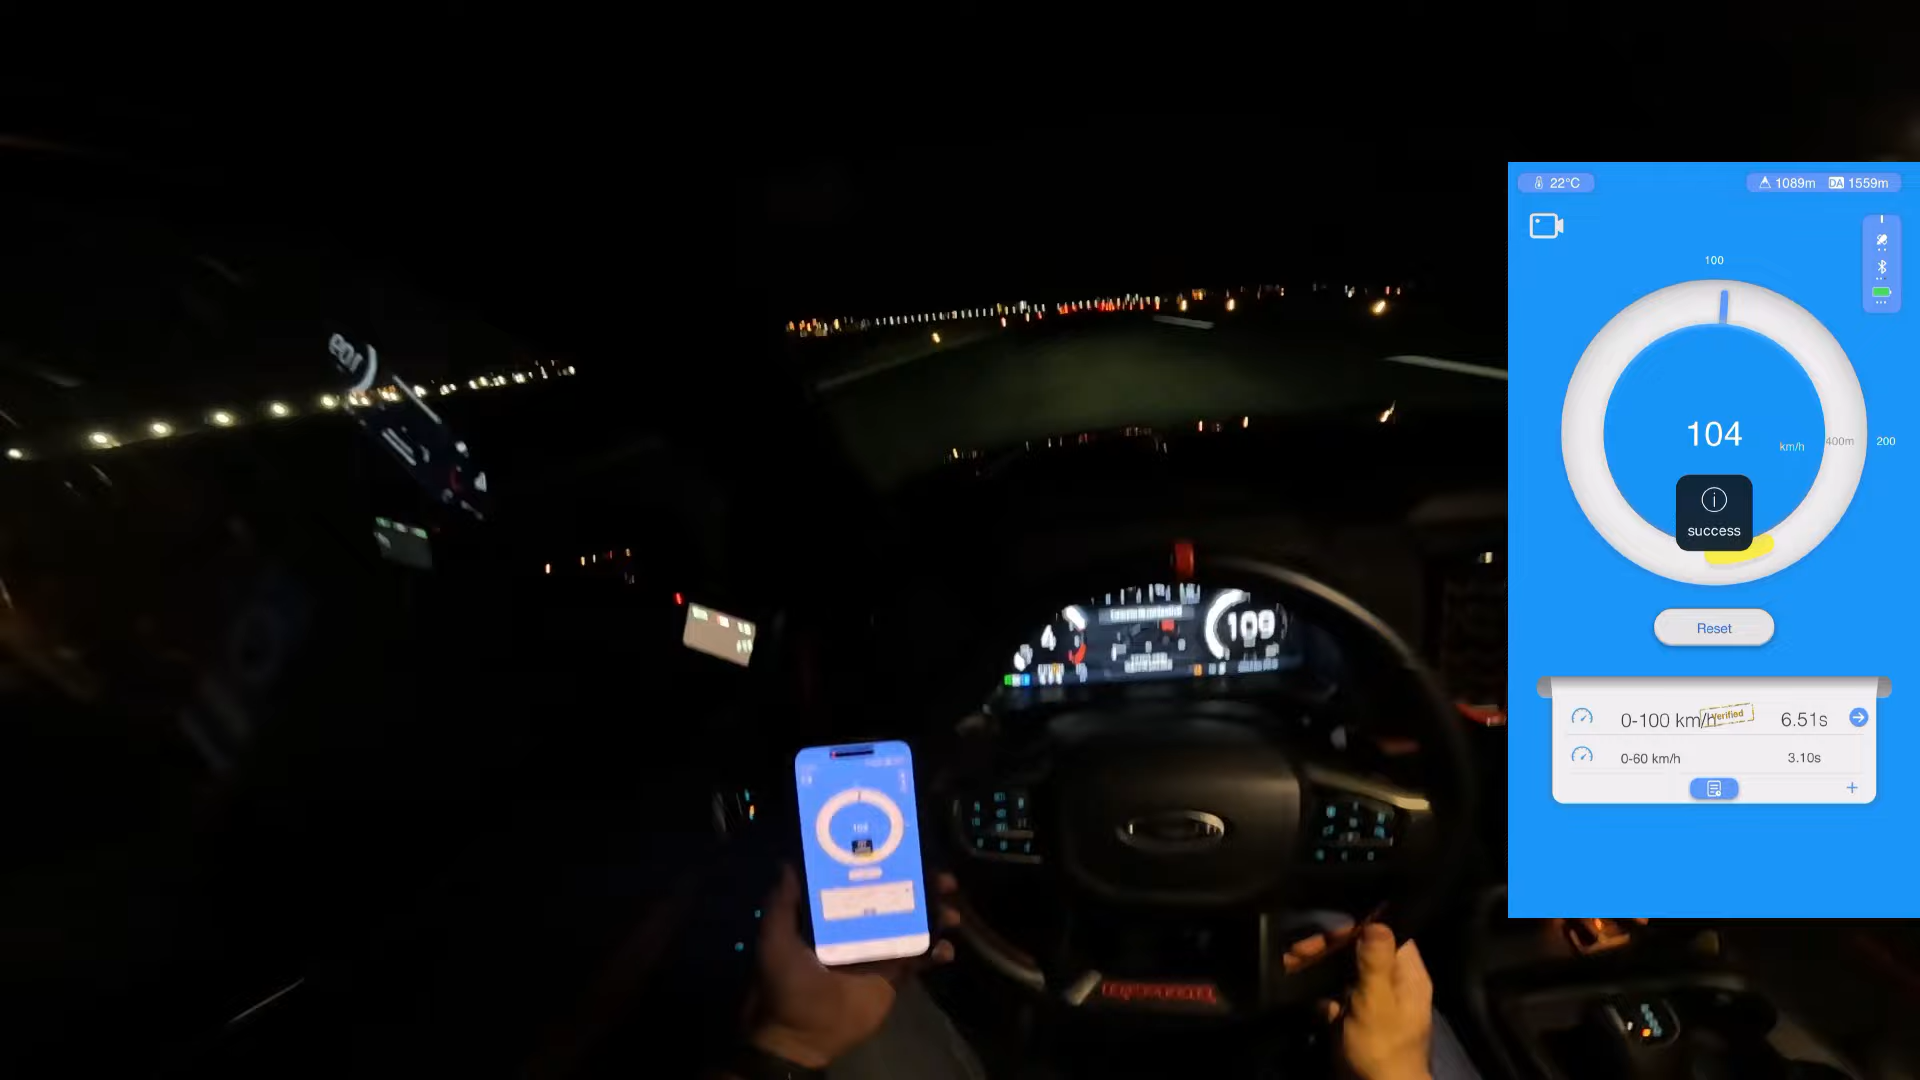 22°C
1089m DA 1559m
100
104 km/h 400m 200
success
Reset
0-100 km/h Verified 6.51s
0-60 km/h 3.10s
+
4
109